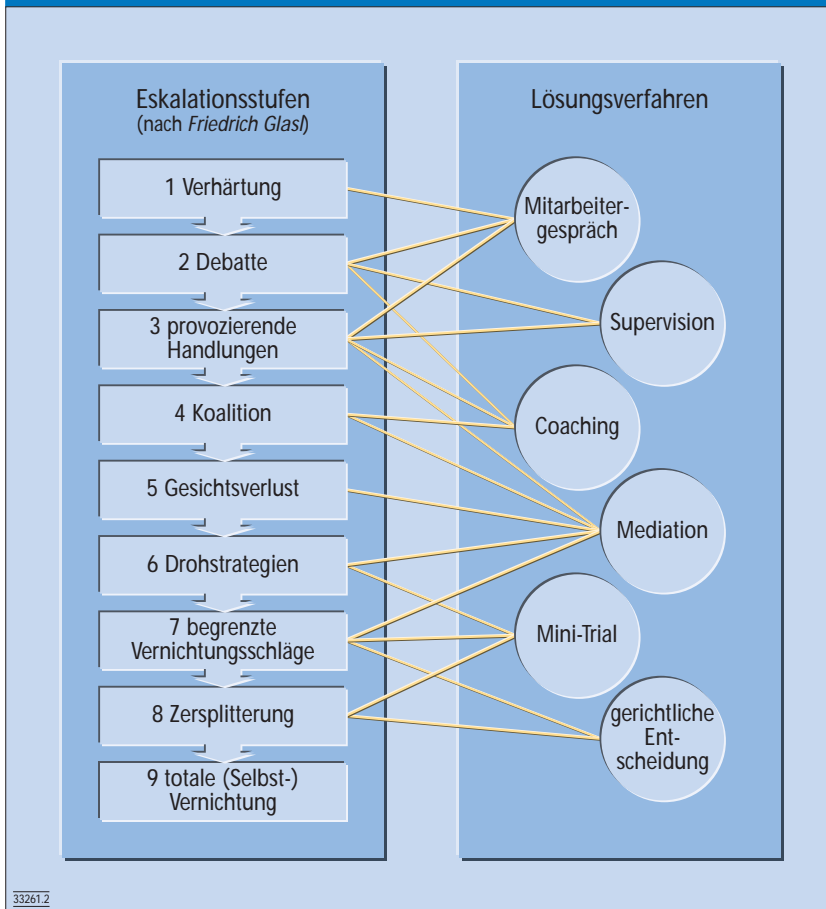 Eskalationsstufen
(nach Friedrich Glasl)
1 Verhärtung
2 Debatte
3 provozierende
Handlungen
4 Koalition
5 Gesichtsverlust
6 Drohstrategien
7 begrenzte
Vernichtungsschläge
8 Zersplitterung
9 totale (Selbst-)
Vernichtung
Lösungsverfahren
Mitarbeiter-
gespräch
Supervision
Coaching
Mediation
Mini-Trial
gerichtliche
Ent-
scheidung
33261.2